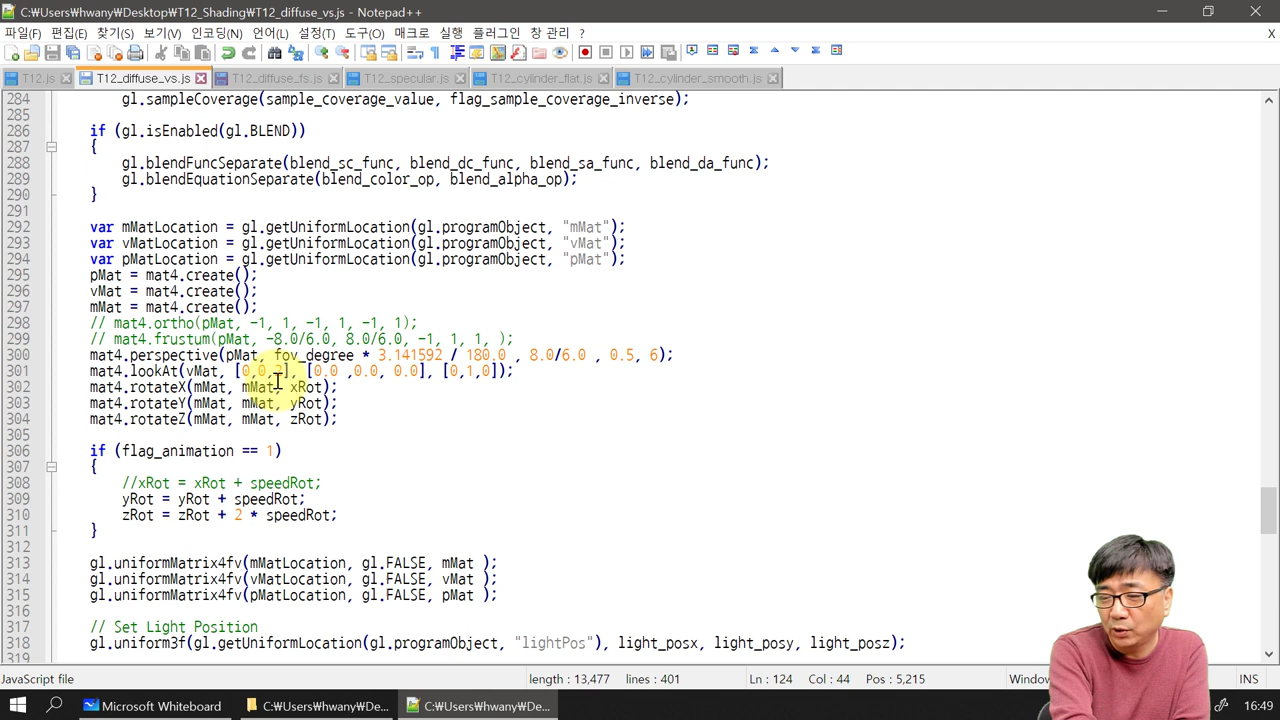 C:\Users\hwany\Desktop\T12_Shading\T12_diffuse_vs.js - Notepad++
파일(F) 편집(E) 찾기(S) 보기(V) 인코딩(N) 언어(L) 설정(T) 도구(O) 매크로 실행 플러그인 창 관리 ? X
T12.js T12_diffuse_vs.js T12_diffuse_fs.js T12_specular.js T12_cylinder_flat.js T12_cylinder_smooth.js
284 gl.sampleCoverage(sample_coverage_value, flag_sample_coverage_inverse);
285
286 if (gl.isEnabled(gl.BLEND))
287 {
288 gl.blendFuncSeparate(blend_sc_func, blend_dc_func, blend_sa_func, blend_da_func);
289 gl.blendEquationSeparate(blend_color_op, blend_alpha_op);
290 }
291
292 var mMatLocation = gl.getUniformLocation(gl.programObject, "mMat");
293 var vMatLocation = gl.getUniformLocation(gl.programObject, "vMat");
294 var pMatLocation = gl.getUniformLocation(gl.programObject, "pMat");
295 pMat = mat4.create();
296 vMat = mat4.create();
297 mMat = mat4.create();
298 // mat4.ortho(pMat, -1, 1, -1, 1, -1, 1);
299 // mat4.frustum(pMat, -8.0/6.0, 8.0/6.0, -1, 1, 1, );
300 mat4.perspective(pMat, fov_degree * 3.141592 / 180.0 , 8.0/6.0 , 0.5, 6);
301 mat4.lookAt(vMat, [0,0,2], [0.0 ,0.0, 0.0], [0,1,0]);
302 mat4.rotateX(mMat, mMat, xRot);
303 mat4.rotateY(mMat, mMat, yRot);
304 mat4.rotateZ(mMat, mMat, zRot);
305
306 if (flag_animation == 1)
307 {
308 //xRot = xRot + speedRot;
309 yRot = yRot + speedRot;
310 zRot = zRot + 2 * speedRot;
311 }
312
313 gl.uniformMatrix4fv(mMatLocation, gl.FALSE, mMat );
314 gl.uniformMatrix4fv(vMatLocation, gl.FALSE, vMat );
315 gl.uniformMatrix4fv(pMatLocation, gl.FALSE, pMat );
316
317 // Set Light Position
318 gl.uniform3f(gl.getUniformLocation(gl.programObject, "lightPos"), light_posx, light_posy, light_posz);
319
JavaScript file length : 13,477 lines : 401 Ln : 124 Col : 44 Pos : 5,215 INS
Microsoft Whiteboard C:\Users\hwany\De... C:\Users\hwany\De... 16:49